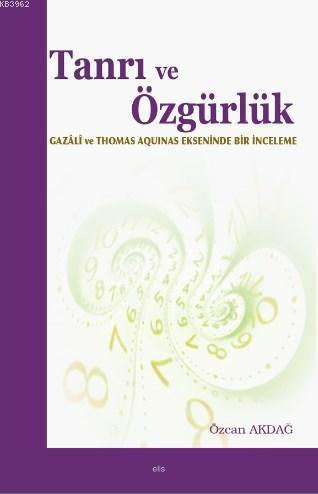 KB3962
Tanrı ve
Özgürlük
GAZÂLÎ ve THOMAS AQUINAS EKSENİNDE BİR İNCELEME
Özcan AKDAĞ
elis